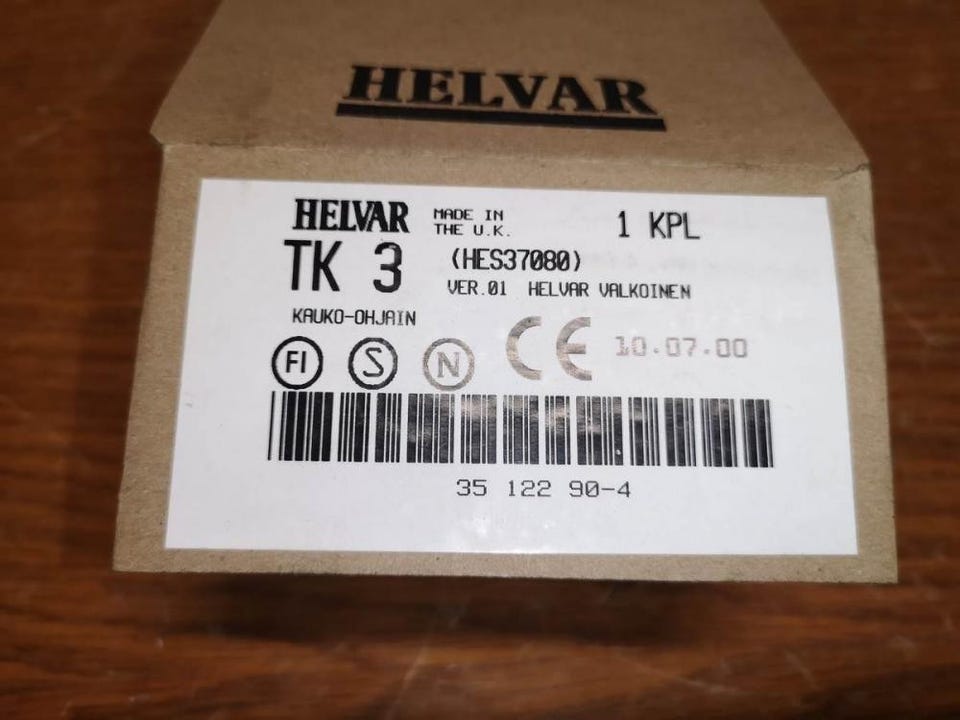 HELVAR
HELVAR MADE IN THE U.K. 1 KPL
TK 3 (HES37080)
VER.01 HELVAR VALKOINEN
KAUKO-OHJAIN
FI S N CE 10.07.00
35 122 90-4